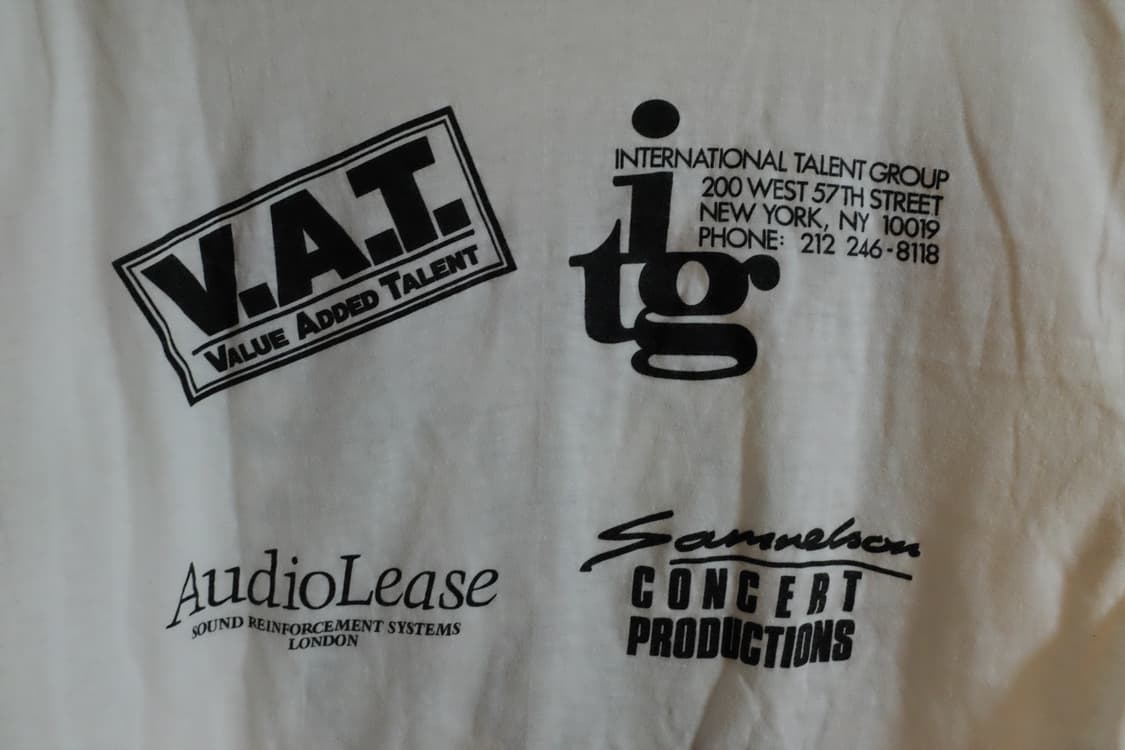 V.A.T.
VALUE ADDED TALENT
itg
INTERNATIONAL TALENT GROUP
200 WEST 57TH STREET
NEW YORK, NY 10019
PHONE: 212 246-8118
AudioLease
SOUND REINFORCEMENT SYSTEMS
LONDON
Samuelson
CONCERT
PRODUCTIONS